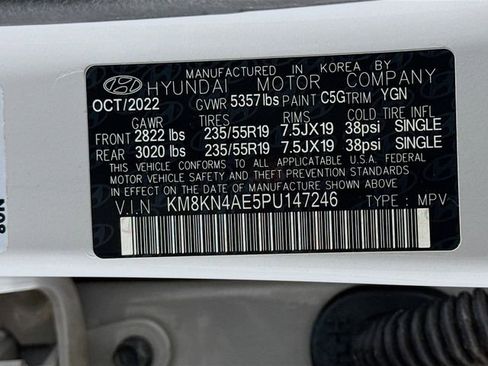 MANUFACTURED IN KOREA BY
HYUNDAI MOTOR COMPANY
OCT/2022 GVWR 5357 lbs PAINT C5G TRIM YGN
GAWR TIRES RIMS COLD TIRE INFL
FRONT 2822 lbs 235/55R19 7.5JX19 38psi SINGLE
REAR 3020 lbs 235/55R19 7.5JX19 38psi SINGLE
THIS VEHICLE CONFORMS TO ALL APPLICABLE U.S.A FEDERAL
MOTOR VEHICLE SAFETY AND THEFT PREVENTION STANDARDS
IN EFFECT ON THE DATE OF MANUFACTURE SHOWN ABOVE.
V.I.N KM8KN4AE5PU147246 TYPE : MPV